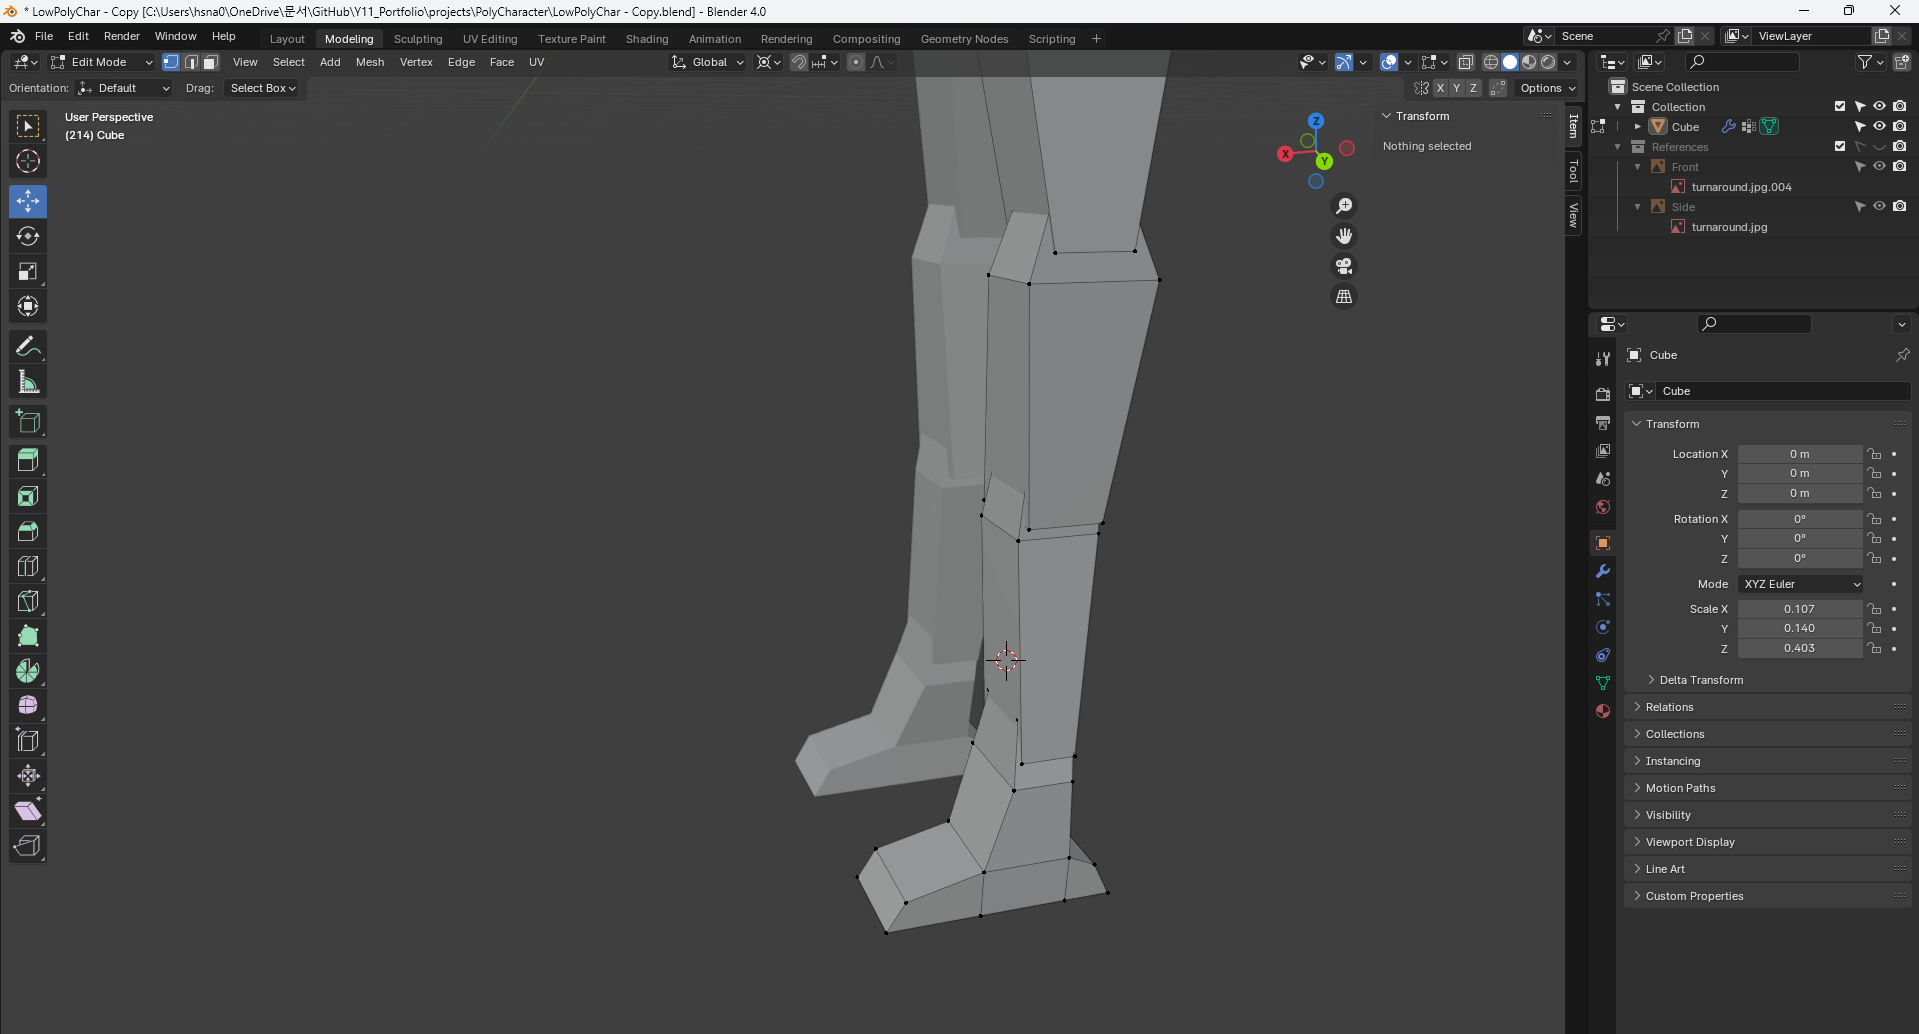 * LowPolyChar - Copy [C:\Users\hsna0\OneDrive\문서\GitHub\Y11_Portfolio\projects\PolyCharacter\LowPolyChar - Copy.blend] - Blender 4.0
File Edit Render Window Help Layout Modeling Sculpting UV Editing Texture Paint Shading Animation Rendering Compositing Geometry Nodes Scripting + Scene ViewLayer
Edit Mode View Select Add Mesh Vertex Edge Face UV Global
Orientation: Default Drag: Select Box X Y Z Options
User Perspective
(214) Cube
Z
X
Y
Transform
Nothing selected
Item
Tool
View
Scene Collection
Collection
Cube
References
Front
turnaround.jpg.004
Side
turnaround.jpg
Cube
Cube
Transform
Location X 0 m
Y 0 m
Z 0 m
Rotation X 0°
Y 0°
Z 0°
Mode XYZ Euler
Scale X 0.107
Y 0.140
Z 0.403
Delta Transform
Relations
Collections
Instancing
Motion Paths
Visibility
Viewport Display
Line Art
Custom Properties